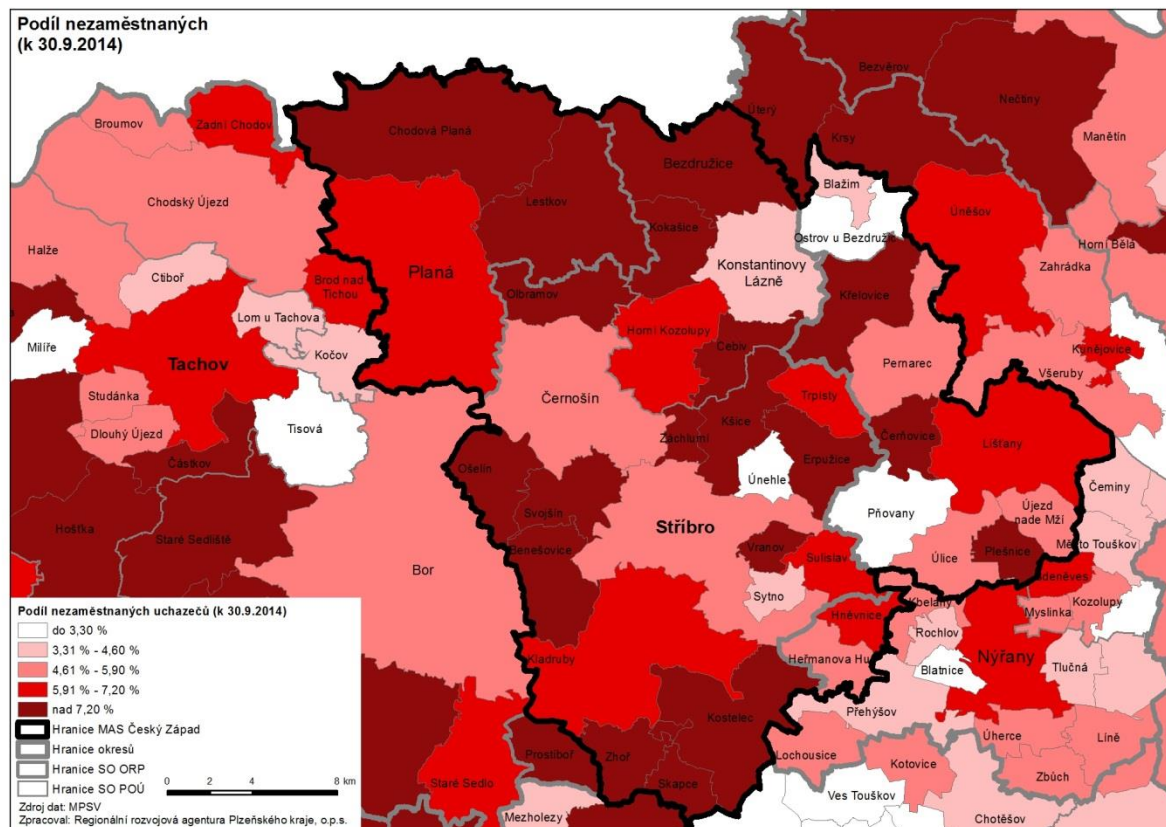 Podíl nezaměstnaných
(k 30.9.2014)
Bezvěrov
Nečtiny
Úterý
Broumov
Zadní Chodov
Chodová Planá
Bezdružice
Krsy
Manětín
Blažim
Chodský Újezd
Lestkov
Úněšov
Kokašice
Ostrov u Bezdružic
Horní Bělá
Halže
Ctiboř
Planá
Konstantinovy
Lázně
Zahrádka
Brod nad
Tichou
Olbramov
Křelovice
Lom u Tachova
Horní Kozolupy
Milíře
Kočov
Cebiv
Kunějovice
Tachov
Pernarec
Všeruby
Studánka
Černošín
Trpísty
Tisová
Kšice
Dlouhý Újezd
Záchlumí
Čerňovice
Líšťany
Částkov
Ošelín
Erpužice
Únehle
Čeminy
Svojšín
Pňovany
Újezd
nade Mží
Hošťka
Staré Sedliště
Stříbro
Benešovice
Vranov
Plešnice
Město Touškov
Sulislav
Úlice
Bor
Sytno
Kozolupy
Myslinka
Kbelany
Hněvnice
Rochlov
Nýřany
Kladruby
Heřmanova Hu
Blatnice
Tlučná
Přehýšov
Kostelec
Líně
Úherce
Prostiboř
Zhoř
Lochousice
Staré Sedlo
Skapce
Kotovice
Zbůch
Ves Touškov
Mezholezy
Chotěšov
Podíl nezaměstnaných uchazečů (k 30.9.2014)
do 3,30 %
3,31 % - 4,60 %
4,61 % - 5,90 %
5,91 % - 7,20 %
nad 7,20 %
Hranice MAS Český Západ
Hranice okresů
Hranice SO ORP
Hranice SO POÚ
0 2 4 8 km
Zdroj dat: MPSV
Zpracoval: Regionální rozvojová agentura Plzeňského kraje, o.p.s.